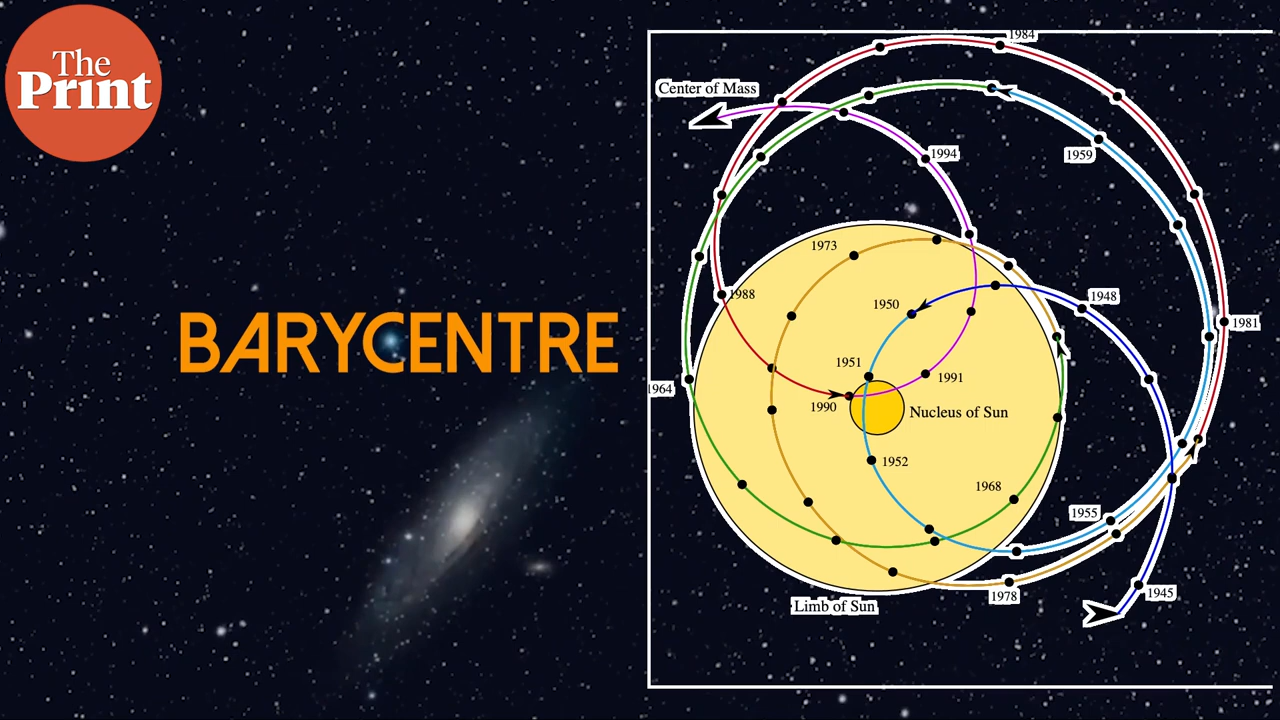 The
Print
BARYCENTRE
1984
Center of Mass
1994
1959
1973
1988
1950
1948
1981
1951
1991
1964
1990
Nucleus of Sun
1952
1968
1955
1978
1945
Limb of Sun